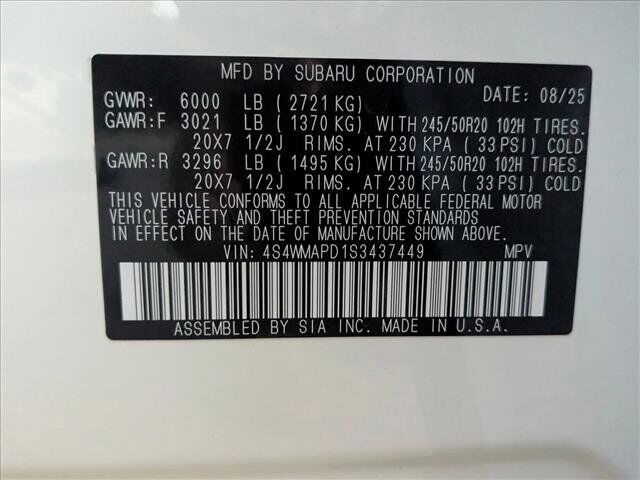 MFD BY SUBARU CORPORATION
DATE: 08/25
GVWR: 6000 LB (2721 KG)
GAWR:F 3021 LB (1370 KG) WITH 245/50R20 102H TIRES.
20X7 1/2J RIMS. AT 230 KPA (33 PSI) COLD
GAWR:R 3296 LB (1495 KG) WITH 245/50R20 102H TIRES.
20X7 1/2J RIMS. AT 230 KPA (33 PSI) COLD
THIS VEHICLE CONFORMS TO ALL APPLICABLE FEDERAL MOTOR
VEHICLE SAFETY AND THEFT PREVENTION STANDARDS
IN EFFECT ON THE DATE OF MANUFACTURE SHOWN ABOVE.
VIN: 4S4WMAPD1S3437449 MPV
ASSEMBLED BY SIA INC. MADE IN U.S.A.